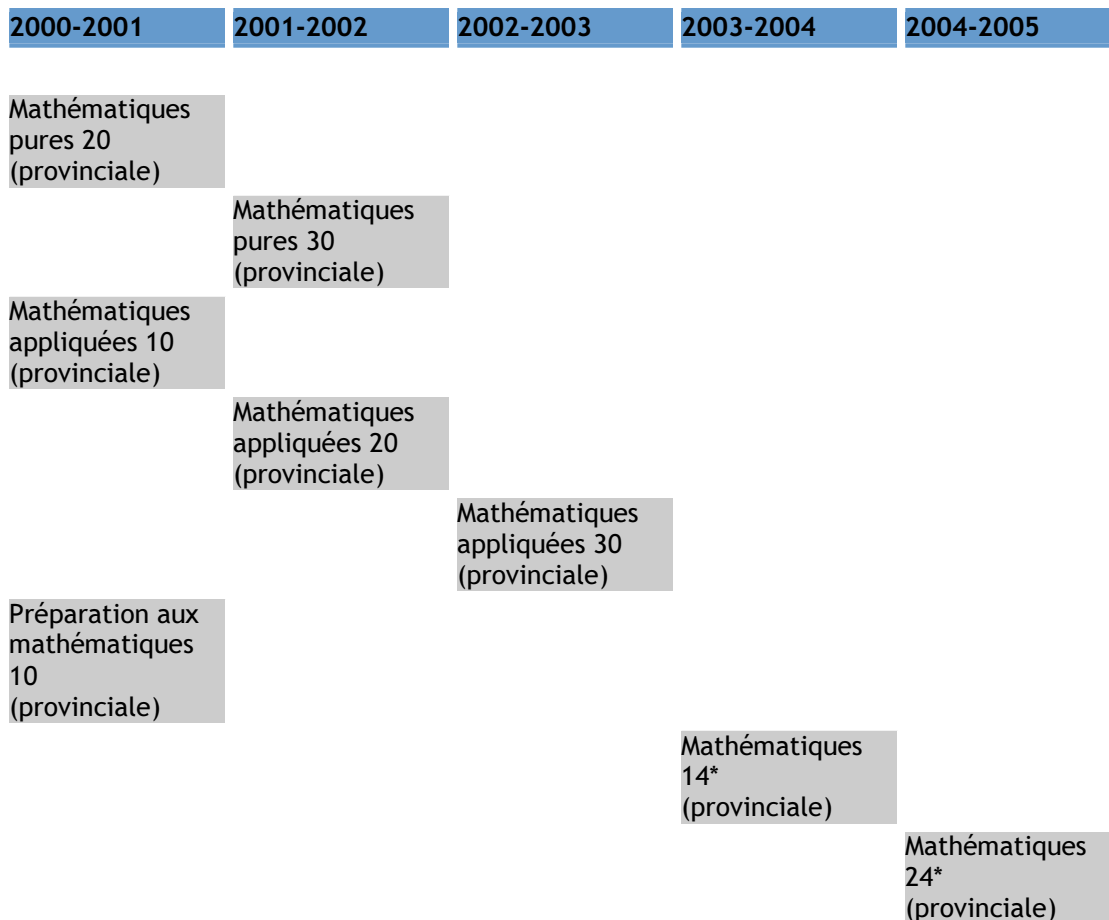 2000-2001 2001-2002 2002-2003 2003-2004 2004-2005
Mathématiques
pures 20
(provinciale)
Mathématiques
pures 30
(provinciale)
Mathématiques
appliquées 10
(provinciale)
Mathématiques
appliquées 20
(provinciale)
Mathématiques
appliquées 30
(provinciale)
Préparation aux
mathématiques
10
(provinciale)
Mathématiques
14*
(provinciale)
Mathématiques
24*
(provinciale)